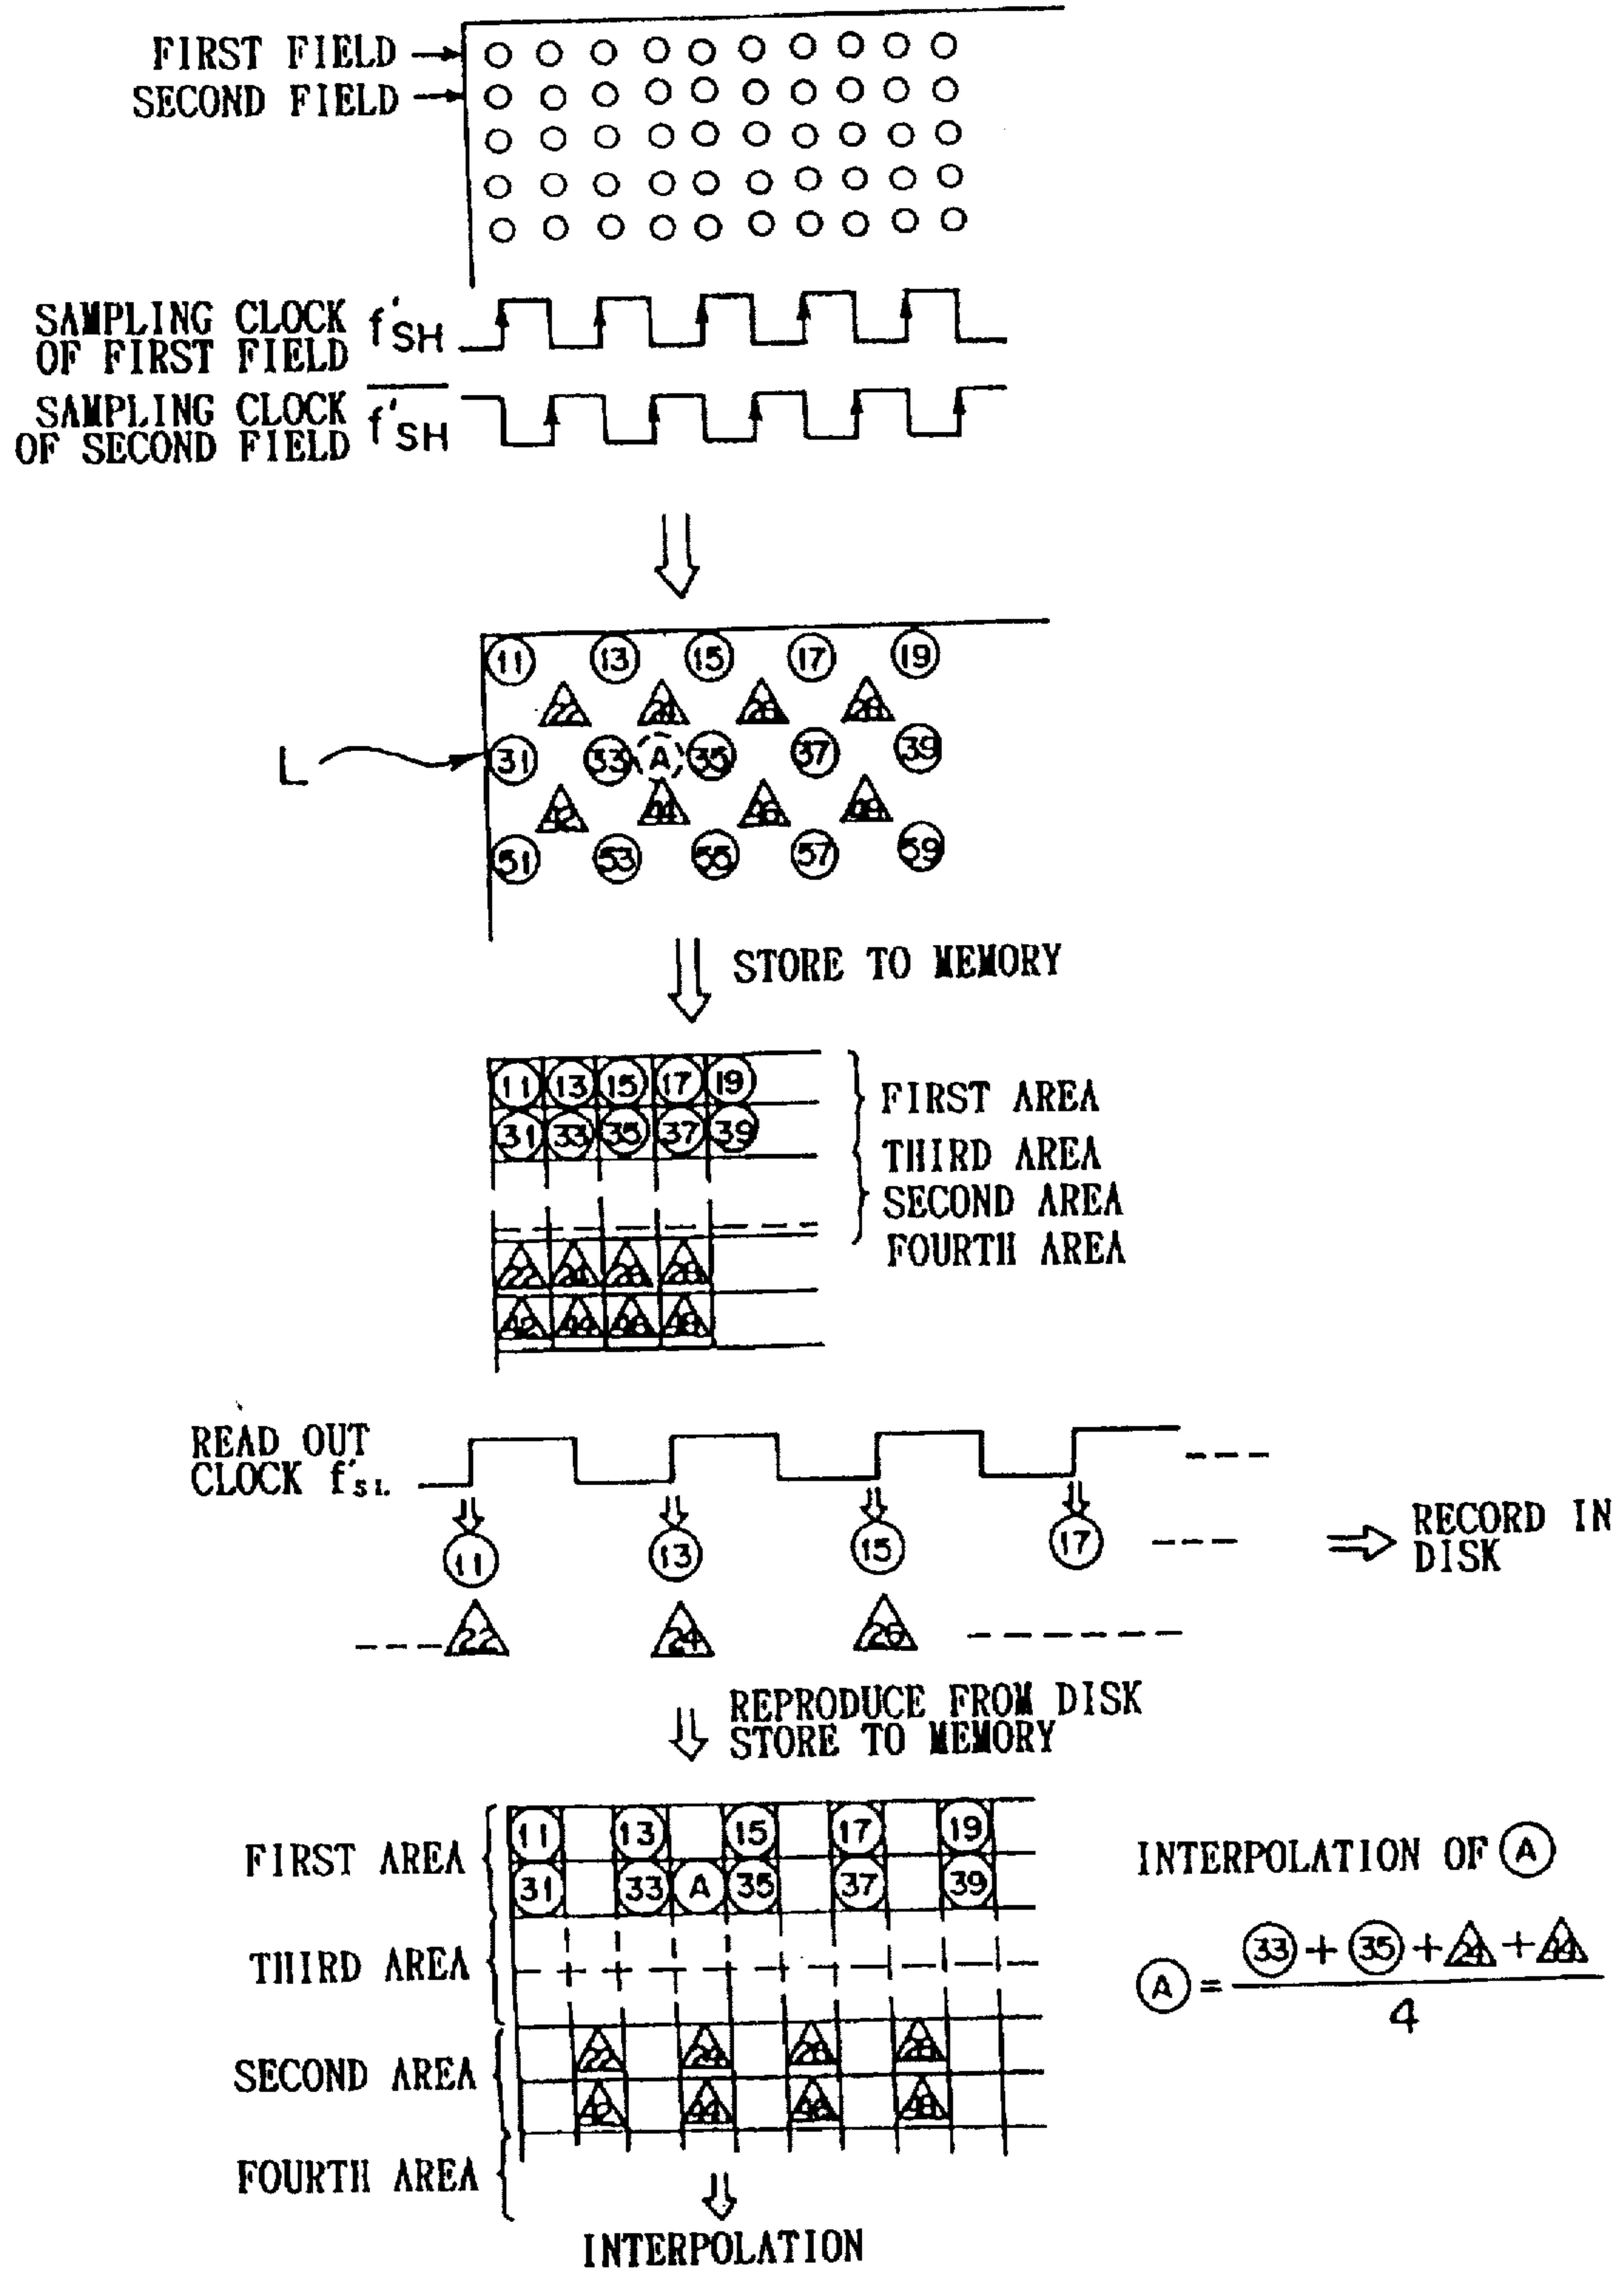 FIRST FIELD
SECOND FIELD
SAMPLING CLOCK
OF FIRST FIELD f'SH
SAMPLING CLOCK
OF SECOND FIELD f'SH
11 13 15 17 19
22 24 26 28
L 31 33 A 35 37 39
42 44 46 48
51 53 55 57 59
STORE TO MEMORY
11 13 15 17 19
31 33 35 37 39
FIRST AREA
THIRD AREA
SECOND AREA
FOURTH AREA
22 24 26 28
42 44 46 48
READ OUT
CLOCK f'SL
11 13 15 17
RECORD IN
DISK
22 24 26
REPRODUCE FROM DISK
STORE TO MEMORY
FIRST AREA
11 13 15 17 19
31 33 A 35 37 39
THIRD AREA
SECOND AREA
22 24 26 28
42 44 46 48
FOURTH AREA
INTERPOLATION OF A
A = 33 + 35 + 24 + 44
4
INTERPOLATION